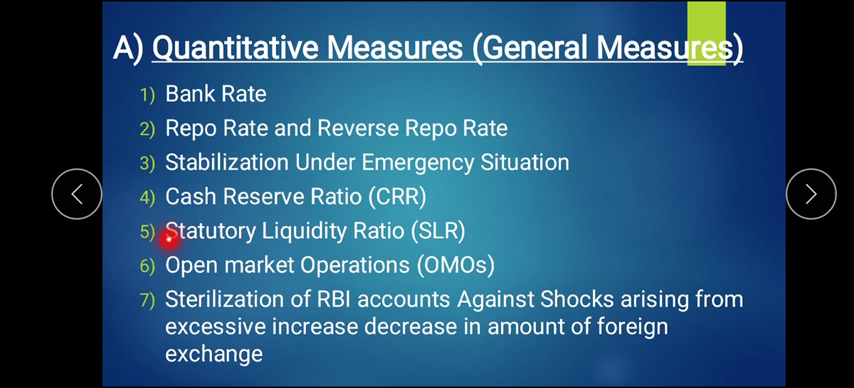 A) Quantitative Measures (General Measures)
1) Bank Rate
2) Repo Rate and Reverse Repo Rate
3) Stabilization Under Emergency Situation
4) Cash Reserve Ratio (CRR)
5) Statutory Liquidity Ratio (SLR)
6) Open market Operations (OMOs)
7) Sterilization of RBI accounts Against Shocks arising from
excessive increase decrease in amount of foreign
exchange